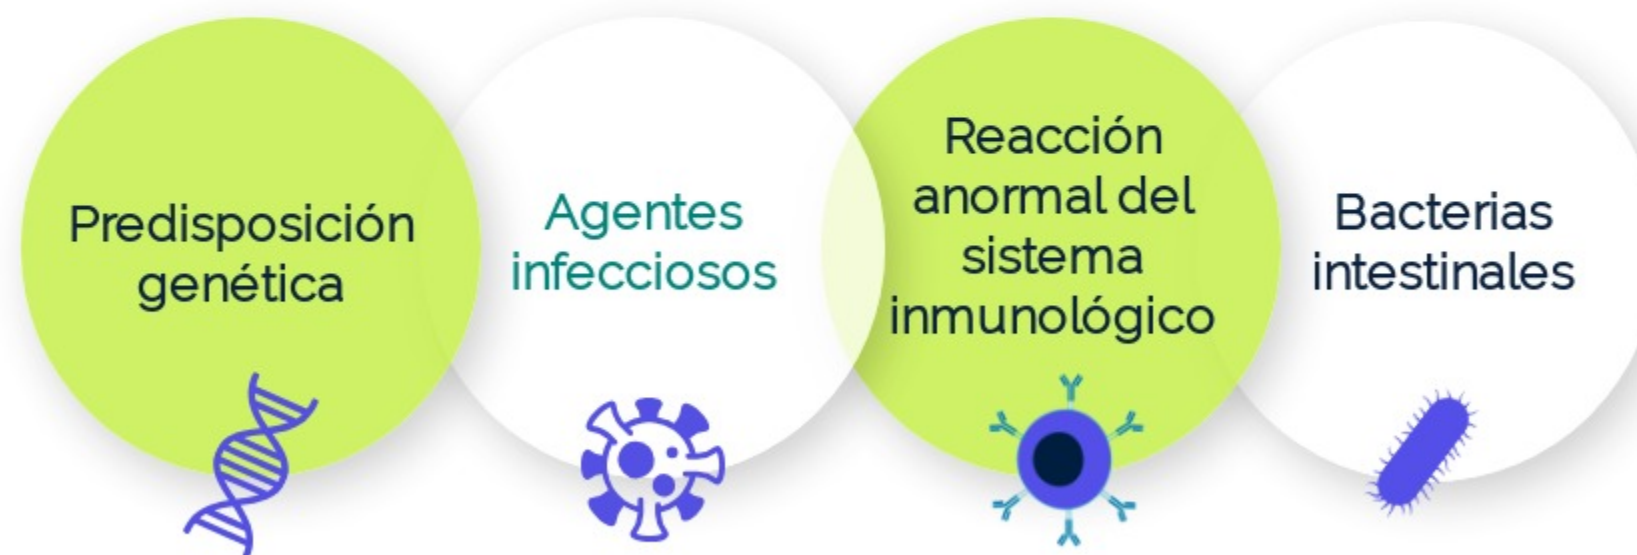 Predisposición
genética
Agentes
infecciosos
Reacción
anormal del
sistema
inmunológico
Bacterias
intestinales